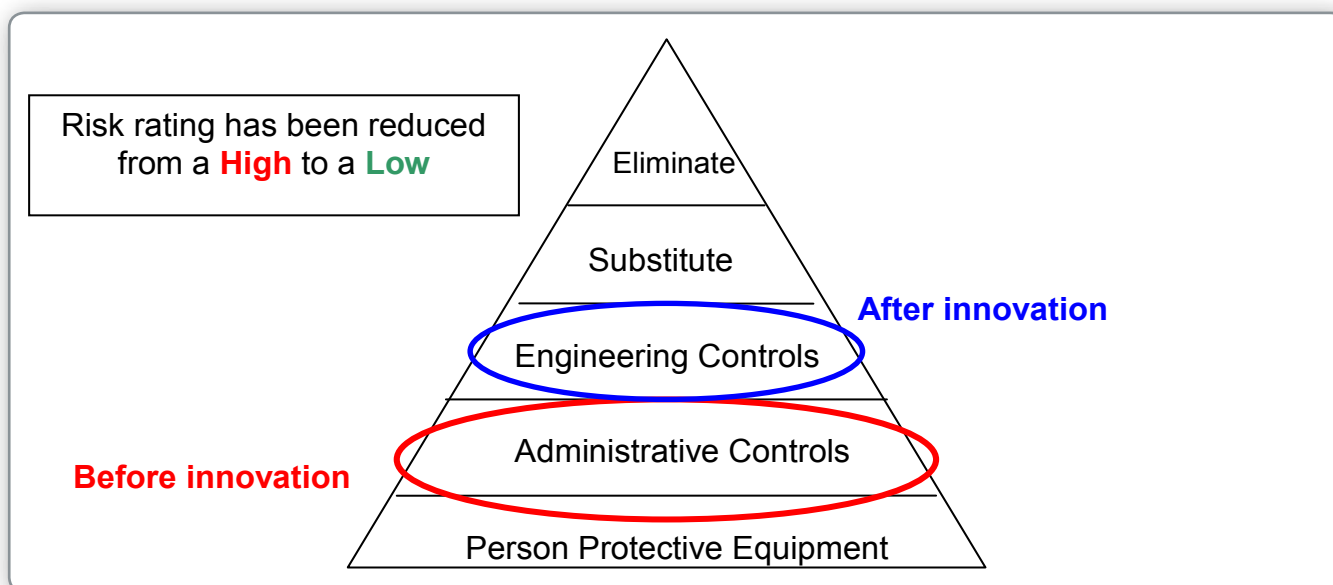 Risk rating has been reduced
from a High to a Low
Eliminate
Substitute
After innovation
Engineering Controls
Administrative Controls
Before innovation
Person Protective Equipment